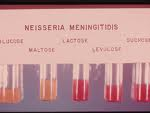 NEISSERIA MENINGITIDIS
GLUCOSE LACTOSE SUCROSE
MALTOSE LEVULOSE